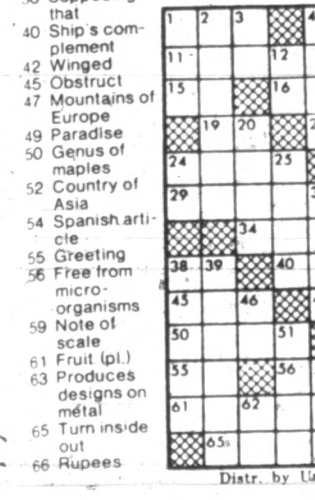 that
40 Ship's com-
plement
42 Winged
45 Obstruct
47 Mountains of
Europe
49 Paradise
50 Genus of
maples
52 Country of
Asia
54 Spanish arti-
cle
55 Greeting
56 Free from
micro-
organisms
59 Note of
scale
61 Fruit (pl.)
63 Produces
designs on
metal
65 Turn inside
out
66 Rupees
1 2 3
11 12
15 16
19 20
24 25
29
34
38 39 40
45 46
50 51
55 56
61 62
65
Distr. by